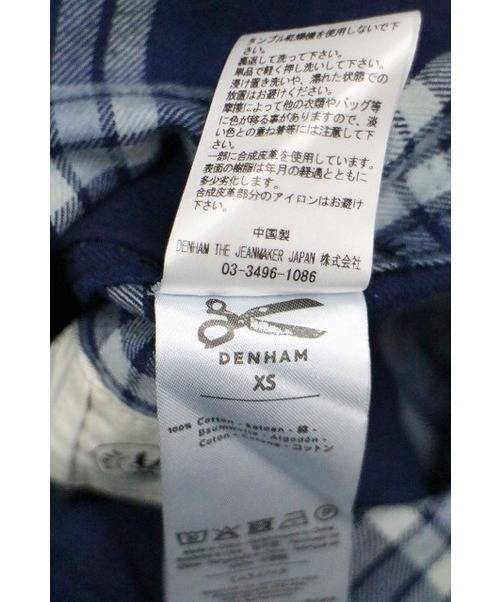 タンブル乾燥機を使用しないで下
さい。
裏返して洗って下さい。
単品で軽く押し洗いして下さい。
浸け置き洗いや、濡れた状態での
放置はお避けください。
摩擦によって他の衣類やバッグ等
に色が移る事がありますので、淡
い色との重ね着等には注意して下
さい。
一部に合成皮革を使用しています。
表面の樹脂は年月の経過とともに
多少劣化します。
合成皮革部分のアイロンはお避け
下さい。
中国製
DENHAM THE JEANMAKER JAPAN 株式会社
03-3496-1086
DENHAM
XS
100% Cotton - katoen - 綿 -
Baumwolle - Algodón -
Coton - Cotone - コットン